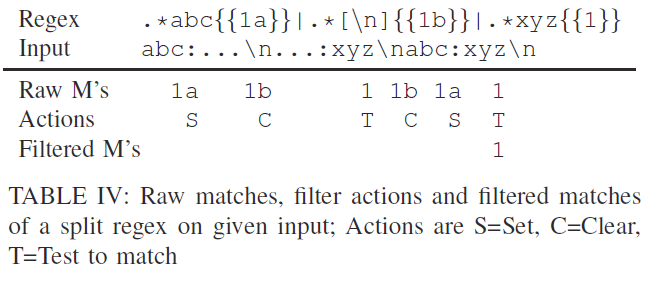 Regex .*abc{{1a}}|.*[\n]{{1b}}|.*xyz{{1}}
Input abc:...\n...:xyz\nabc:xyz\n
Raw M's 1a 1b 1 1b 1a 1
Actions S C T C S T
Filtered M's 1
TABLE IV: Raw matches, filter actions and filtered matches
of a split regex on given input; Actions are S=Set, C=Clear,
T=Test to match